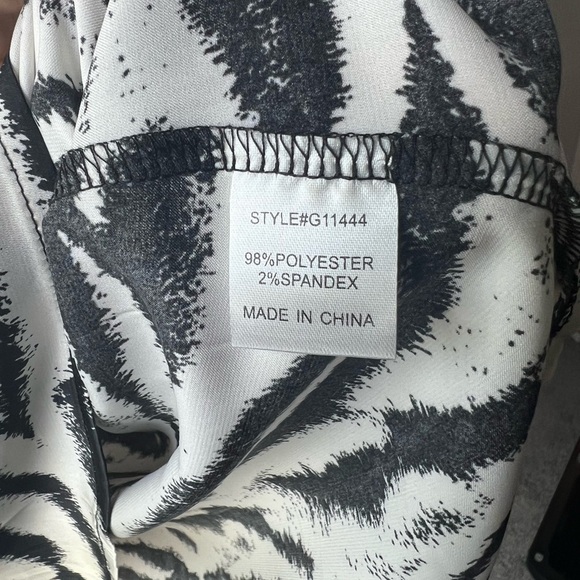 STYLE#G11444
98%POLYESTER
2%SPANDEX
MADE IN CHINA